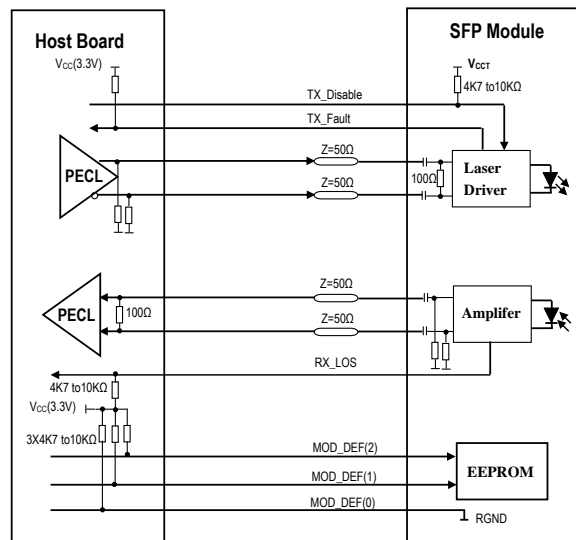 Host Board
SFP Module
Vcc(3.3V)
VCCT
4K7 to10KΩ
TX_Disable
TX_Fault
PECL
Z=50Ω
Z=50Ω
100Ω
Laser
Driver
PECL
100Ω
Z=50Ω
Z=50Ω
Amplifer
RX_LOS
4K7 to10KΩ
Vcc(3.3V)
3X4K7 to10KΩ
MOD_DEF(2)
MOD_DEF(1)
MOD_DEF(0)
EEPROM
RGND